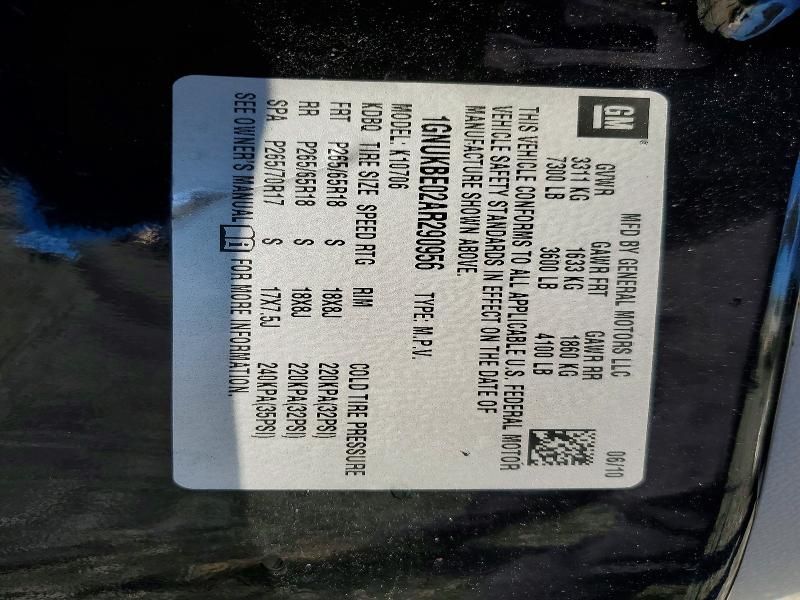 GM®
MFD BY GENERAL MOTORS LLC 06/10
GVWR GAWR FRT GAWR RR
3311 KG 1633 KG 1860 KG
7300 LB 3600 LB 4100 LB
THIS VEHICLE CONFORMS TO ALL APPLICABLE U.S. FEDERAL MOTOR
VEHICLE SAFETY STANDARDS IN EFFECT ON THE DATE OF
MANUFACTURE SHOWN ABOVE.
1GNUKBE02AR290056 TYPE: M.P.V.
MODEL: K10706
KDBQ TIRE SIZE SPEED RTG RIM COLD TIRE PRESSURE
FRT P265/65R18 S 18X8J 220KPA(32PSI)
RR P265/65R18 S 18X8J 220KPA(32PSI)
SPA P265/70R17 S 17X7.5J 240KPA(35PSI)
SEE OWNER'S MANUAL FOR MORE INFORMATION.